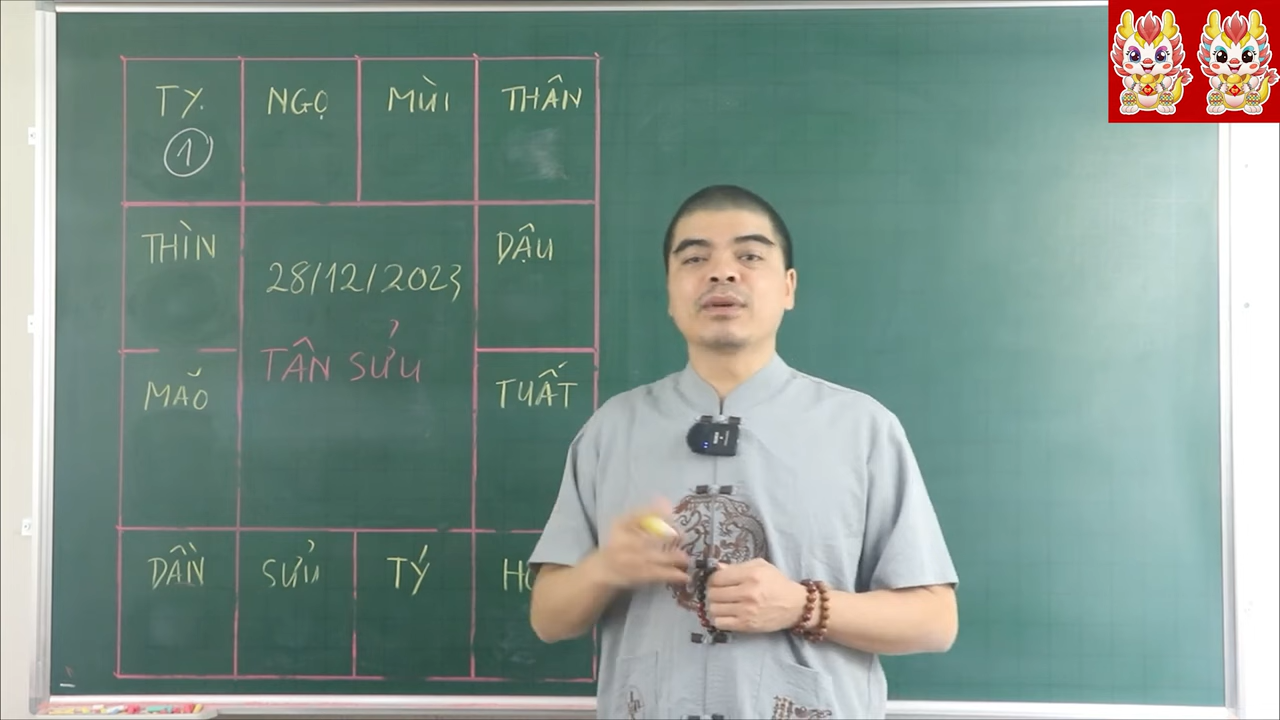 TỴ
NGỌ
MÙI
THÂN
1
THÌN
DẬU
28/12/2023
TÂN SỬU
MÃO
TUẤT
DẦN
SỬU
TÝ